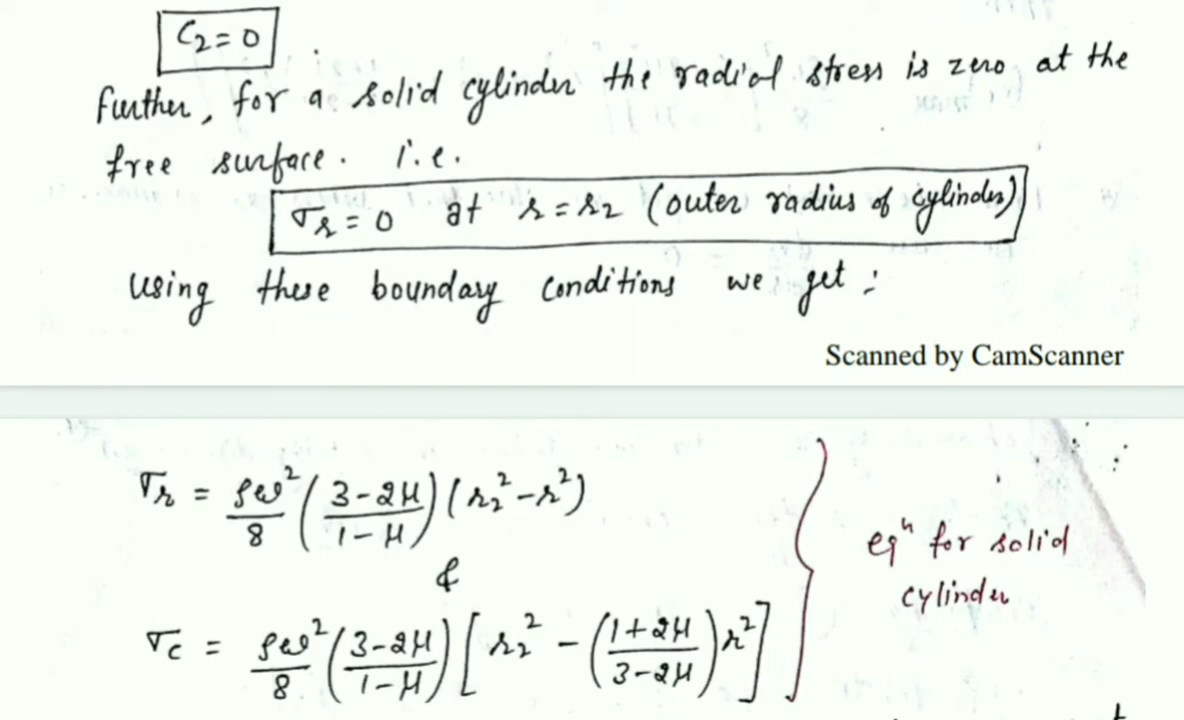 C₂ = 0
further, for a solid cylinder the radial stress is zero at the
free surface. i.e.
σr = 0 at r = r₂ (outer radius of cylinder)
using these boundary conditions we get :
Scanned by CamScanner
σr = ρω²/8 (3-2μ/1-μ) (r₂² - r²)
&
σc = ρω²/8 (3-2μ/1-μ) [r₂² - (1+2μ/3-2μ) r²]
eqⁿ for solid
cylinder